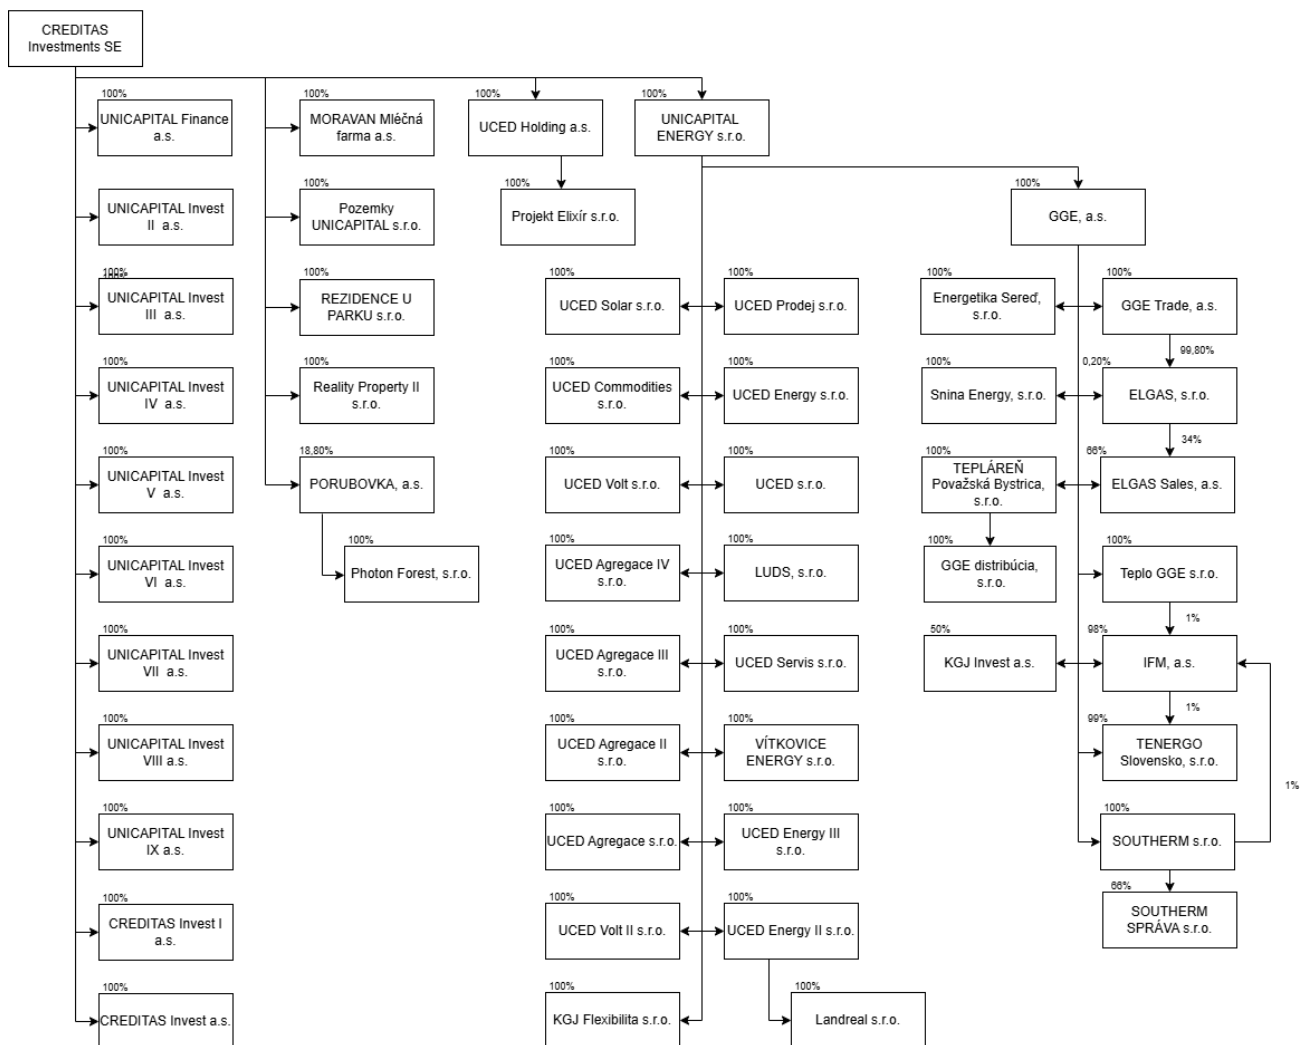 CREDITAS
Investments SE
100%
UNICAPITAL Finance
a.s.
UNICAPITAL Invest
II a.s.
100%
100%
UNICAPITAL Invest
III a.s.
100%
UNICAPITAL Invest
IV a.s.
100%
UNICAPITAL Invest
V a.s.
100%
UNICAPITAL Invest
VI a.s.
100%
UNICAPITAL Invest
VII a.s.
100%
UNICAPITAL Invest
VIII a.s.
100%
UNICAPITAL Invest
IX a.s.
100%
CREDITAS Invest I
a.s.
100%
CREDITAS Invest a.s.
100%
MORAVAN Mléčná
farma a.s.
100%
Pozemky
UNICAPITAL s.r.o.
100%
REZIDENCE U
PARKU s.r.o.
100%
Reality Property II
s.r.o.
18,80%
PORUBOVKA, a.s.
100%
Photon Forest, s.r.o.
100%
UCED Holding a.s.
100%
Projekt Elixír s.r.o.
100%
UNICAPITAL
ENERGY s.r.o.
100%
UCED Solar s.r.o.
100%
UCED Prodej s.r.o.
100%
UCED Commodities
s.r.o.
100%
UCED Energy s.r.o.
100%
UCED Volt s.r.o.
100%
UCED s.r.o.
100%
UCED Agregace IV
s.r.o.
100%
LUDS, s.r.o.
100%
UCED Agregace III
s.r.o.
100%
UCED Servis s.r.o.
100%
UCED Agregace II
s.r.o.
100%
VÍTKOVICE
ENERGY s.r.o.
100%
UCED Agregace s.r.o.
100%
UCED Energy III
s.r.o.
100%
UCED Volt II s.r.o.
100%
UCED Energy II s.r.o.
100%
KGJ Flexibilita s.r.o.
100%
Landreal s.r.o.
100%
GGE, a.s.
100%
Energetika Sereď,
s.r.o.
100%
GGE Trade, a.s.
99,80%
100%
Snina Energy, s.r.o.
0,20%
ELGAS, s.r.o.
34%
100%
TEPLÁREŇ
Považská Bystrica,
s.r.o.
66%
ELGAS Sales, a.s.
100%
GGE distribúcia,
s.r.o.
100%
Teplo GGE s.r.o.
1%
50%
KGJ Invest a.s.
98%
IFM, a.s.
1%
99%
TENERGO
Slovensko, s.r.o.
1%
100%
SOUTHERM s.r.o.
66%
SOUTHERM
SPRÁVA s.r.o.